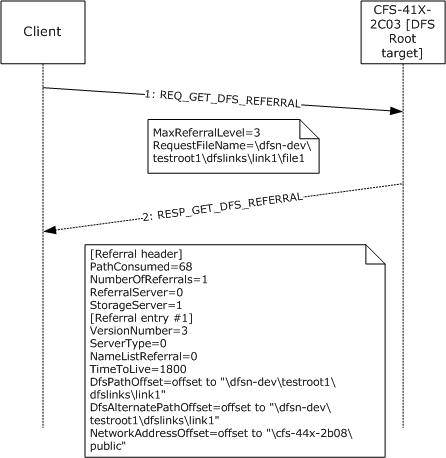 Client
CFS-41X-
2C03 [DFS
Root
target]
1: REQ_GET_DFS_REFERRAL
MaxReferralLevel=3
RequestFileName=\dfsn-dev\
testroot1\dfslinks\link1\file1
2: RESP_GET_DFS_REFERRAL
[Referral header]
PathConsumed=68
NumberOfReferrals=1
ReferralServer=0
StorageServer=1
[Referral entry #1]
VersionNumber=3
ServerType=0
NameListReferral=0
TimeToLive=1800
DfsPathOffset=offset to "\dfsn-dev\testroot1\
dfslinks\link1"
DfsAlternatePathOffset=offset to "\dfsn-dev\
testroot1\dfslinks\link1"
NetworkAddressOffset=offset to "\cfs-44x-2b08\
public"